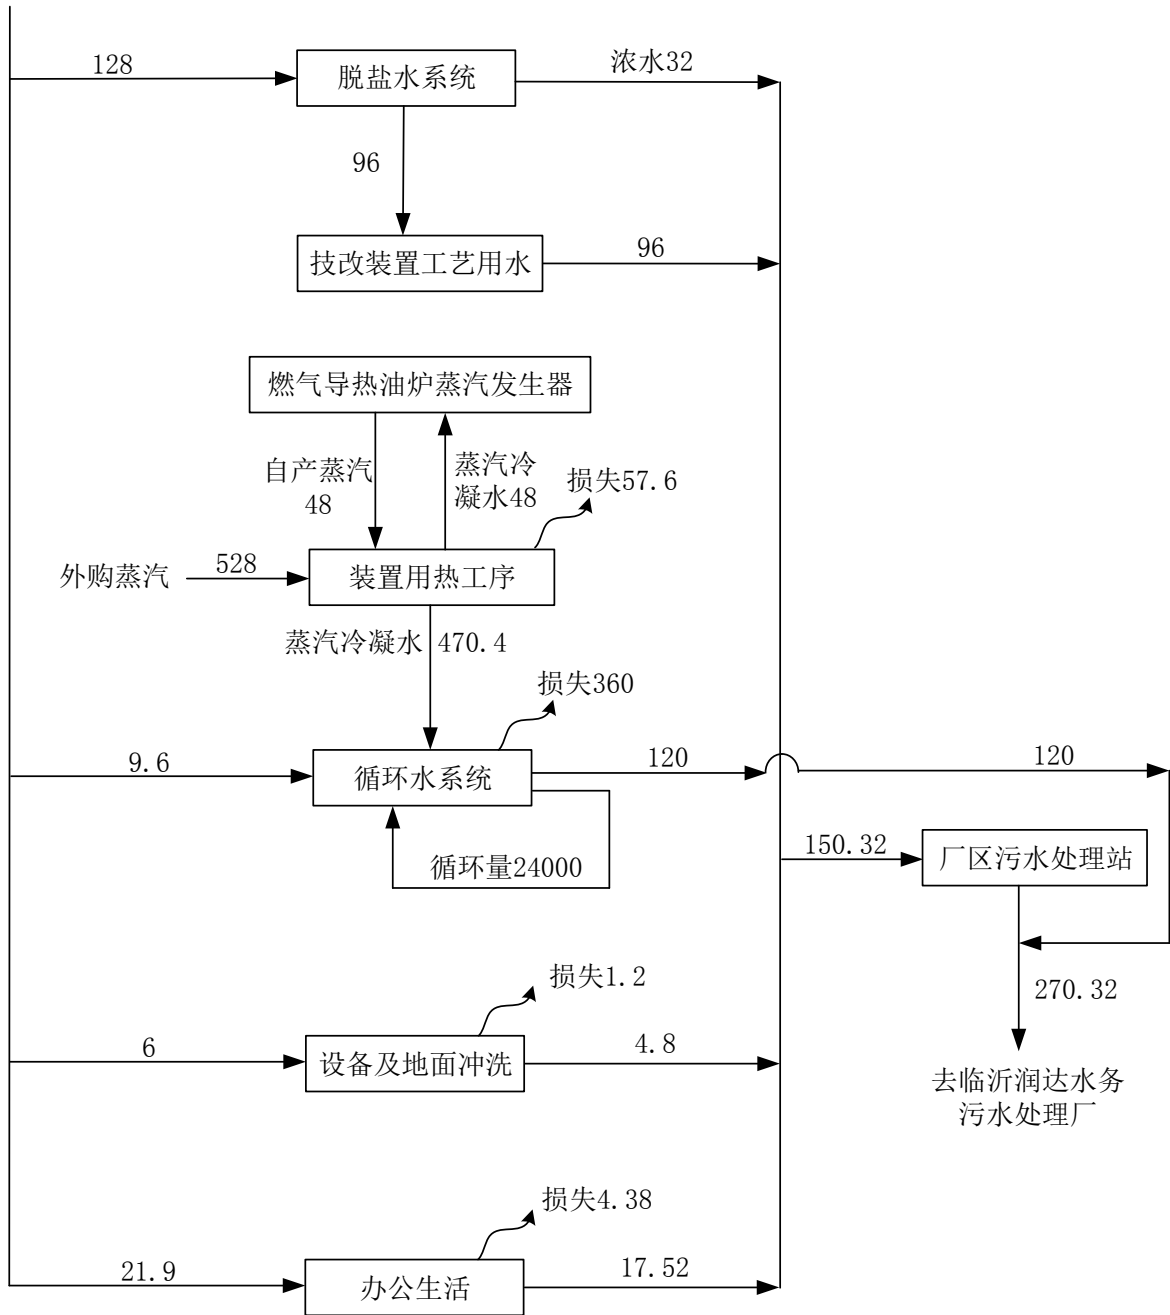 128
脱盐水系统
浓水32
96
技改装置工艺用水
96
燃气导热油炉蒸汽发生器
自产蒸汽
48
蒸汽冷
凝水48
损失57.6
外购蒸汽
528
装置用热工序
蒸汽冷凝水
470.4
损失360
9.6
循环水系统
120
120
循环量24000
150.32
厂区污水处理站
270.32
去临沂润达水务
污水处理厂
损失1.2
6
设备及地面冲洗
4.8
损失4.38
21.9
办公生活
17.52